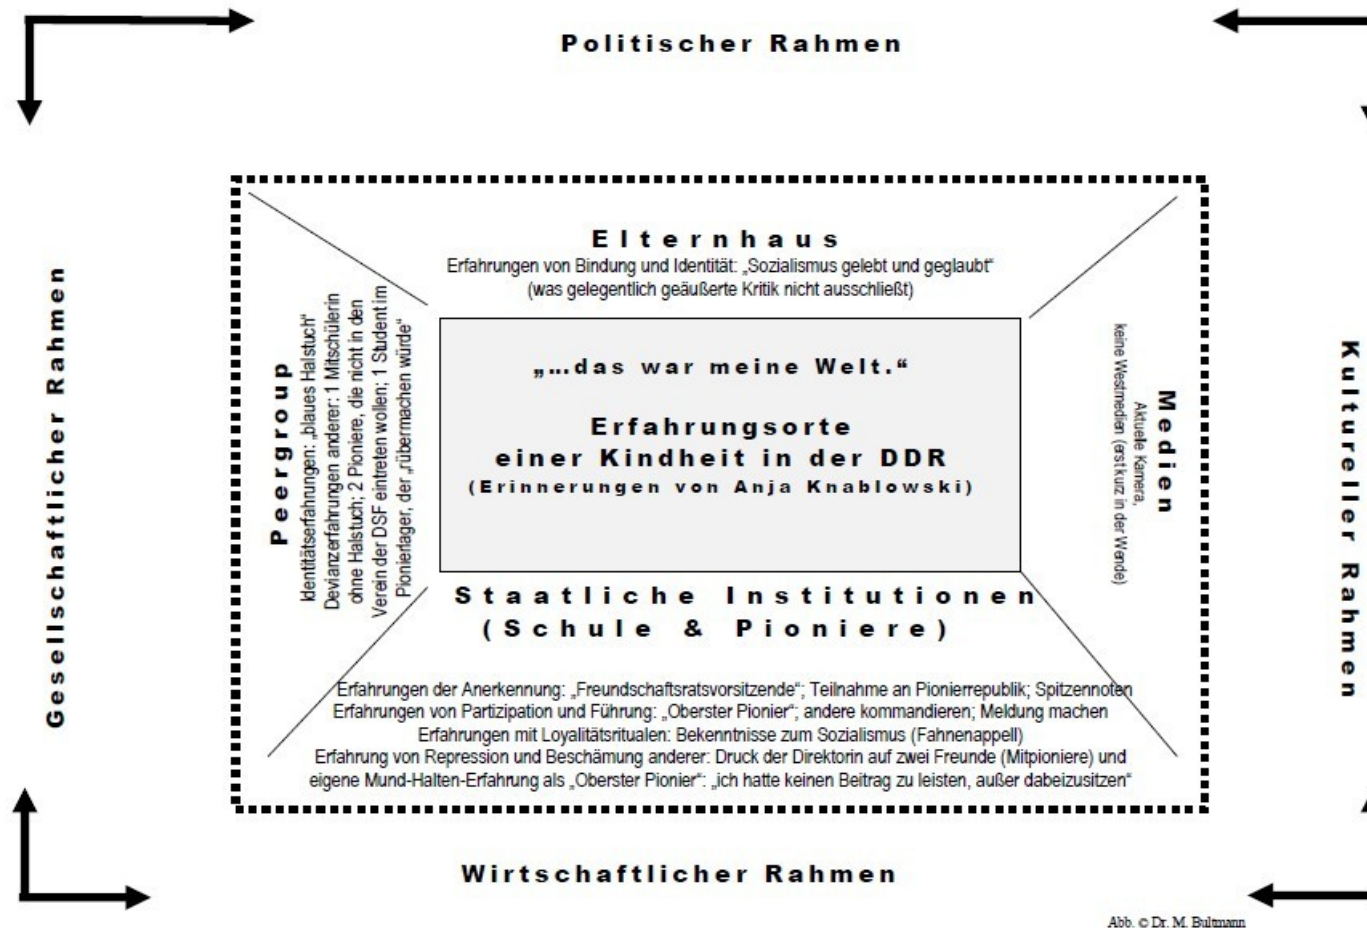 Politischer Rahmen
Gesellschaftlicher Rahmen
Elternhaus
Erfahrungen von Bindung und Identität: „Sozialismus gelebt und geglaubt“
(was gelegentlich geäußerte Kritik nicht ausschließt)
Peergroup
Identitätserfahrungen: „blaues Halstuch“
Devianzerfahrungen anderer: 1 Mitschülerin
ohne Halstuch; 2 Pioniere, die nicht in den
Verein der DSF eintreten wollen; 1 Student im
Pionierlager, der „rübermachen würde“
„...das war meine Welt.“
Erfahrungsorte
einer Kindheit in der DDR
(Erinnerungen von Anja Knablowski)
Medien
Aktuelle Kamera,
keine Westmedien (erst kurz in der Wende)
Kultureller Rahmen
Staatliche Institutionen
(Schule & Pioniere)
Erfahrungen der Anerkennung: „Freundschaftsratsvorsitzende“; Teilnahme an Pionierrepublik; Spitzennoten
Erfahrungen von Partizipation und Führung: „Oberster Pionier“; andere kommandieren; Meldung machen
Erfahrungen mit Loyalitätsritualen: Bekenntnisse zum Sozialismus (Fahnenappell)
Erfahrung von Repression und Beschämung anderer: Druck der Direktorin auf zwei Freunde (Mitpioniere) und
eigene Mund-Halten-Erfahrung als „Oberster Pionier“: „ich hatte keinen Beitrag zu leisten, außer dabeizusitzen“
Wirtschaftlicher Rahmen
Abb. © Dr. M. Bultmann